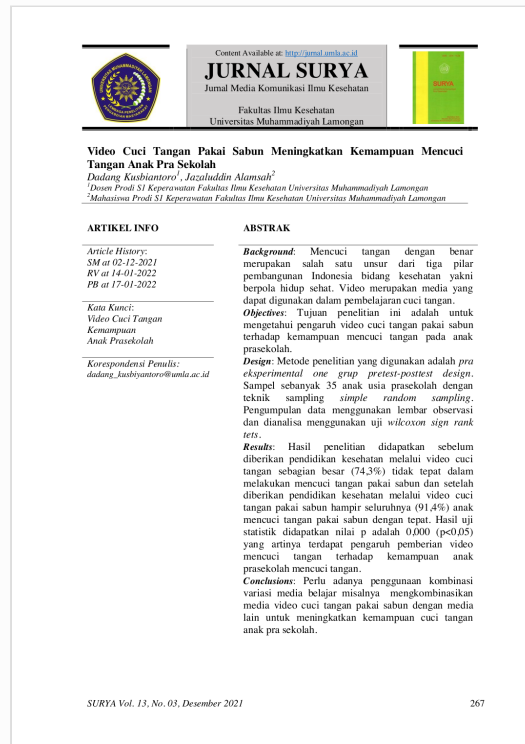 Content Available at: http://jurnal.umla.ac.id
JURNAL SURYA
Jurnal Media Komunikasi Ilmu Kesehatan
Fakultas Ilmu Kesehatan
Universitas Muhammadiyah Lamongan
SURYA
Video Cuci Tangan Pakai Sabun Meningkatkan Kemampuan Mencuci
Tangan Anak Pra Sekolah
Dadang Kusbiantoro1, Jazaluddin Alamsah2
1Dosen Prodi S1 Keperawatan Fakultas Ilmu Kesehatan Universitas Muhammadiyah Lamongan
2Mahasiswa Prodi S1 Keperawatan Fakultas Ilmu Kesehatan Universitas Muhammadiyah Lamongan
ARTIKEL INFO
Article History:
SM at 02-12-2021
RV at 14-01-2022
PB at 17-01-2022
Kata Kunci:
Video Cuci Tangan
Kemampuan
Anak Prasekolah
Korespondensi Penulis:
dadang_kusbiyantoro@umla.ac.id
ABSTRAK
Background: Mencuci tangan dengan benar
merupakan salah satu unsur dari tiga pilar
pembangunan Indonesia bidang kesehatan yakni
berpola hidup sehat. Video merupakan media yang
dapat digunakan dalam pembelajaran cuci tangan.
Objectives: Tujuan penelitian ini adalah untuk
mengetahui pengaruh video cuci tangan pakai sabun
terhadap kemampuan mencuci tangan pada anak
prasekolah.
Design: Metode penelitian yang digunakan adalah pra
eksperimental one grup pretest-posttest design.
Sampel sebanyak 35 anak usia prasekolah dengan
teknik sampling simple random sampling.
Pengumpulan data menggunakan lembar observasi
dan dianalisa menggunakan uji wilcoxon sign rank
tets.
Results: Hasil penelitian didapatkan sebelum
diberikan pendidikan kesehatan melalui video cuci
tangan sebagian besar (74,3%) tidak tepat dalam
melakukan mencuci tangan pakai sabun dan setelah
diberikan pendidikan kesehatan melalui video cuci
tangan pakai sabun hampir seluruhnya (91,4%) anak
mencuci tangan pakai sabun dengan tepat. Hasil uji
statistik didapatkan nilai p adalah 0,000 (p<0,05)
yang artinya terdapat pengaruh pemberian video
mencuci tangan terhadap kemampuan anak
prasekolah mencuci tangan.
Conclusions: Perlu adanya penggunaan kombinasi
variasi media belajar misalnya mengkombinasikan
media video cuci tangan pakai sabun dengan media
lain untuk meningkatkan kemampuan cuci tangan
anak pra sekolah.
SURYA Vol. 13, No. 03, Desember 2021
267